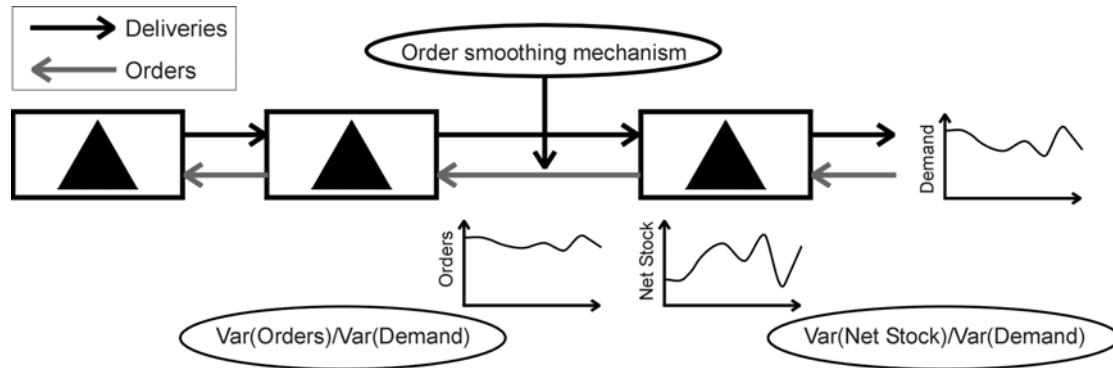 Deliveries
Orders
Order smoothing mechanism
Demand
Orders
Net Stock
Var(Orders)/Var(Demand)
Var(Net Stock)/Var(Demand)